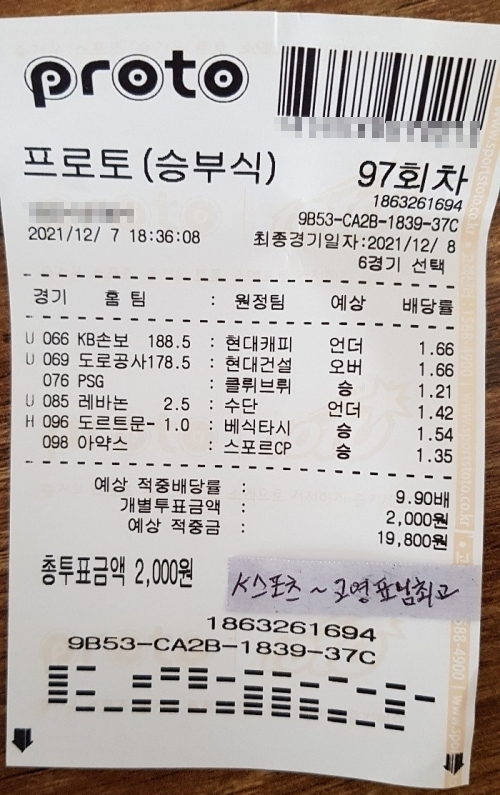 proto
프로토(승부식) 97회차
1863261694
9B53-CA2B-1839-37C
2021/12/ 7 18:36:08 최종경기일자:2021/12/ 8
6경기 선택
경기 홈 팀 : 원정팀 예상 배당률
U 066 KB손보 188.5 : 현대캐피 언더 1.66
U 069 도로공사178.5 : 현대건설 오버 1.66
076 PSG : 클뤼브뤼 승 1.21
U 085 레바논 2.5 : 수단 언더 1.42
H 096 도르트문- 1.0 : 베식타시 승 1.54
098 아약스 : 스포르CP 승 1.35
예상 적중배당률 : 9.90배
개별투표금액 : 2,000원
예상 적중금 : 19,800원
총투표금액 2,000원
K스포츠~고영표남최고
1863261694
9B53-CA2B-1839-37C